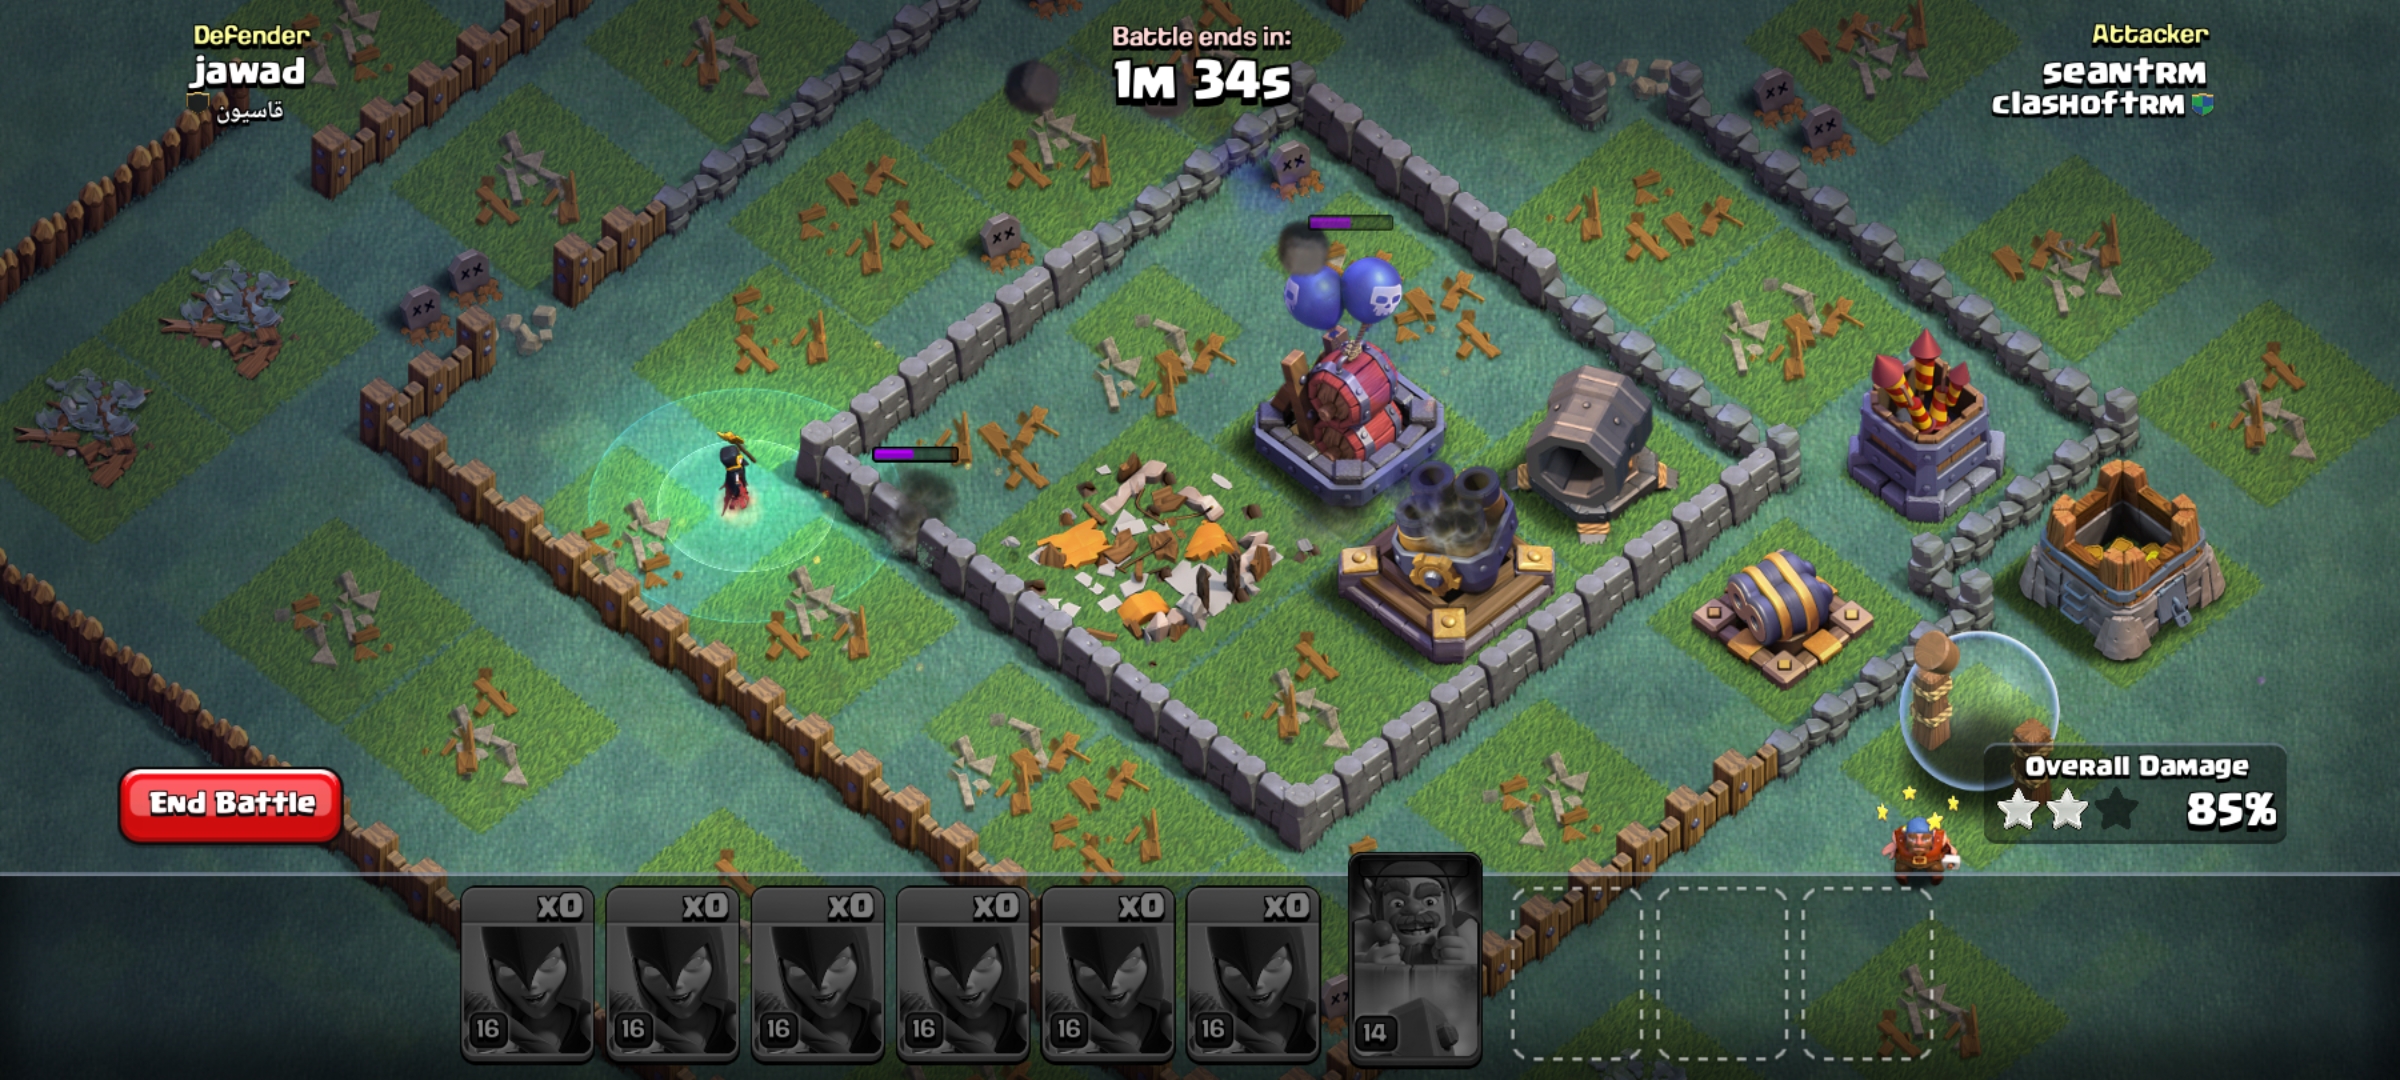 Defender
jawad
قاسيون
Battle ends in:
1M 34s
Attacker
seantRM
clashoftRM
End Battle
Overall Damage
85%
x0 x0 x0 x0 x0 x0
16 16 16 16 16 16 14